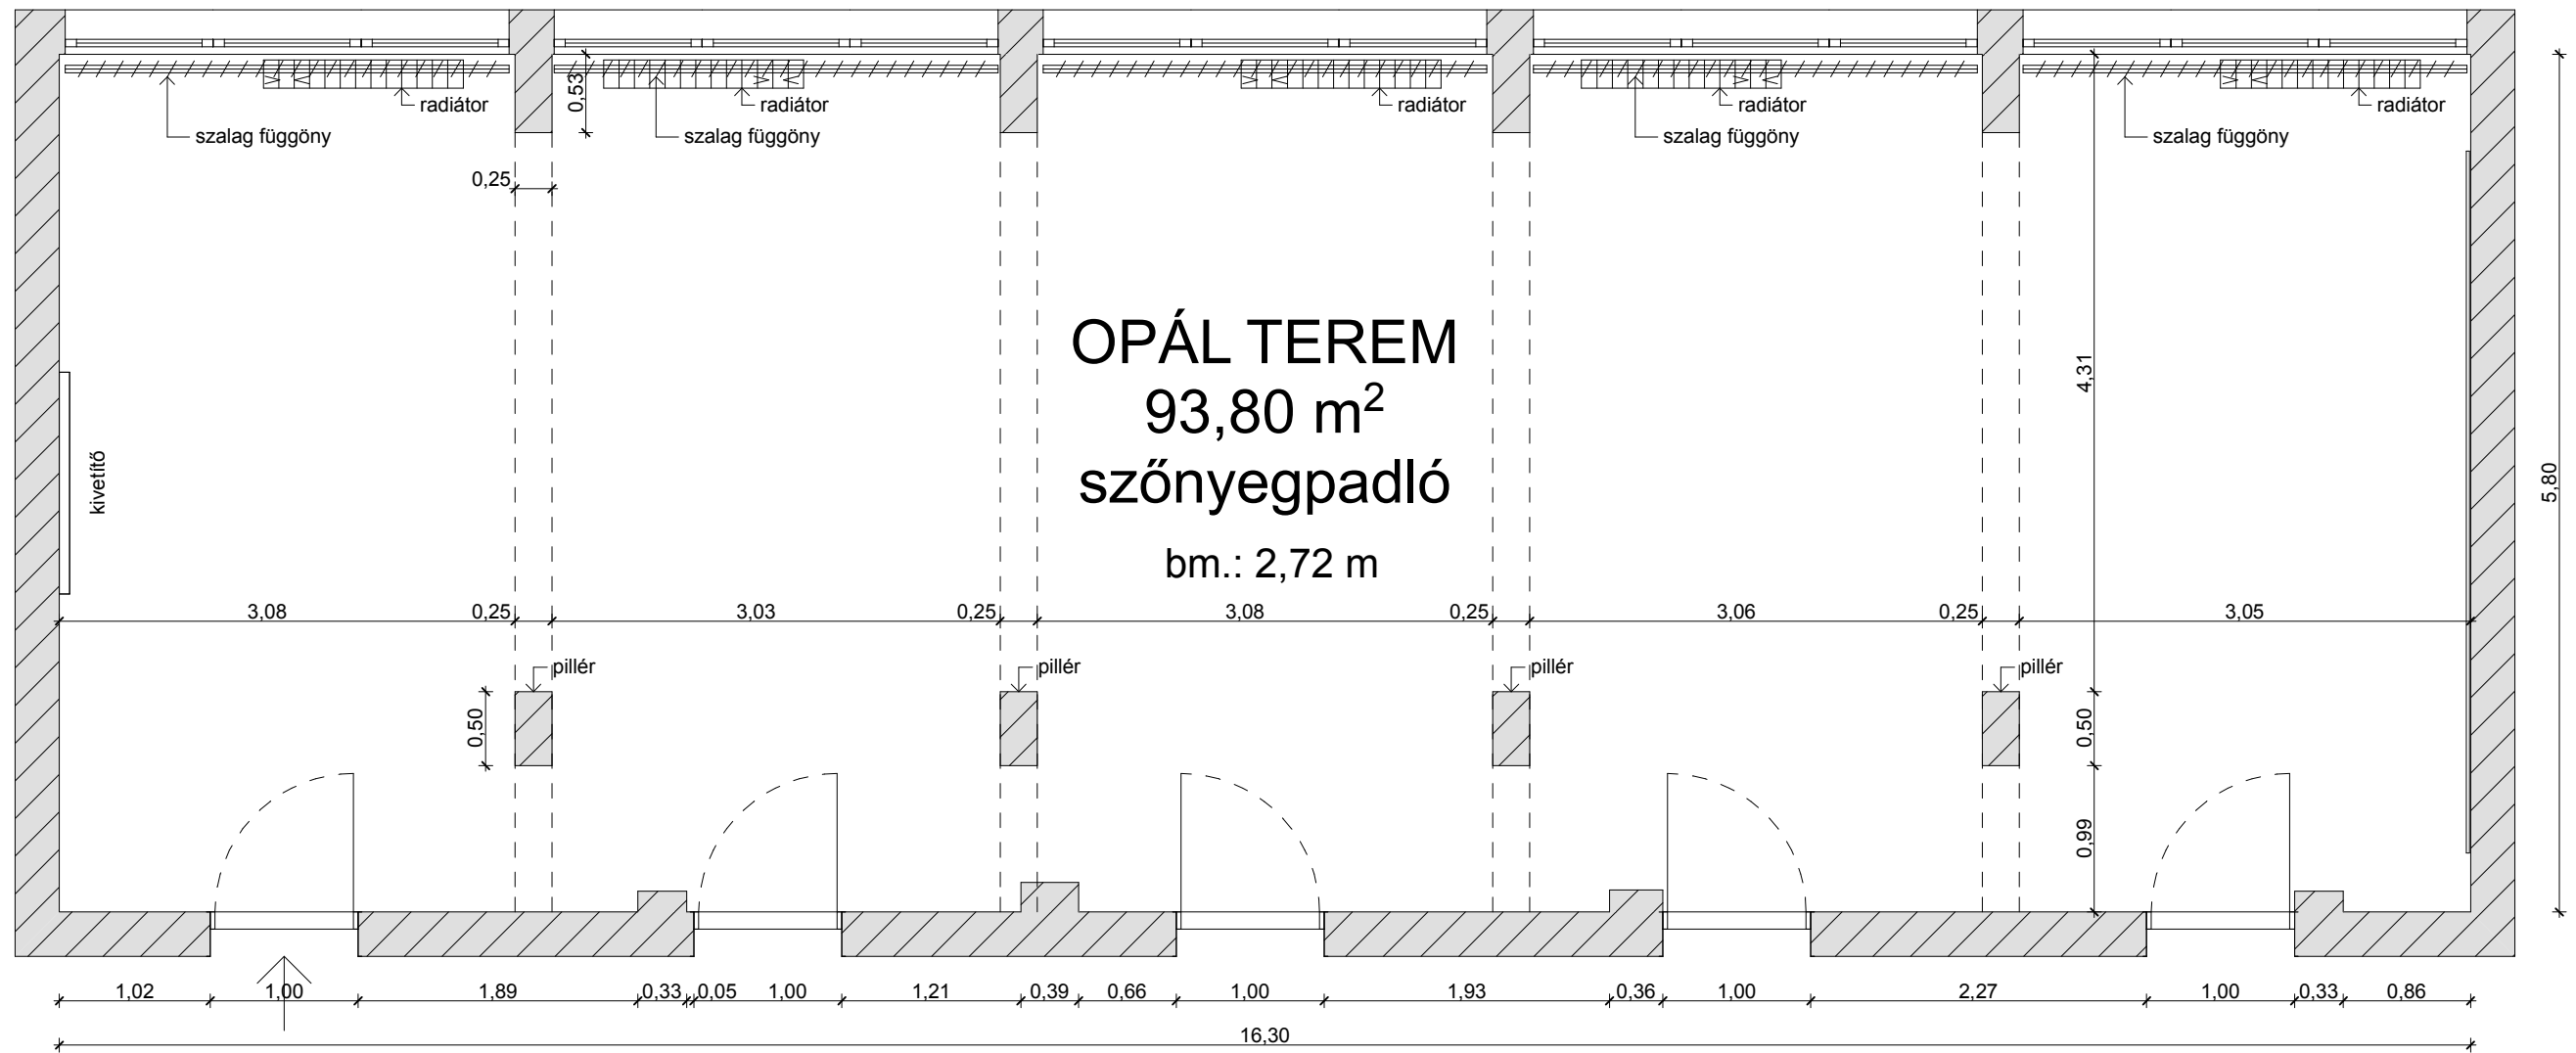 radiátor
radiátor
radiátor
radiátor
radiátor
szalag függöny
szalag függöny
szalag függöny
szalag függöny
0,53
0,25
OPÁL TEREM
93,80 m²
szőnyegpadló
bm.: 2,72 m
kivetítő
4,31
5,80
3,08
0,25
3,03
0,25
3,08
0,25
3,06
0,25
3,05
pillér
pillér
pillér
pillér
0,50
0,50
0,99
1,02
1,00
1,89
0,33
0,05
1,00
1,21
0,39
0,66
1,00
1,93
0,36
1,00
2,27
1,00
0,33
0,86
16,30